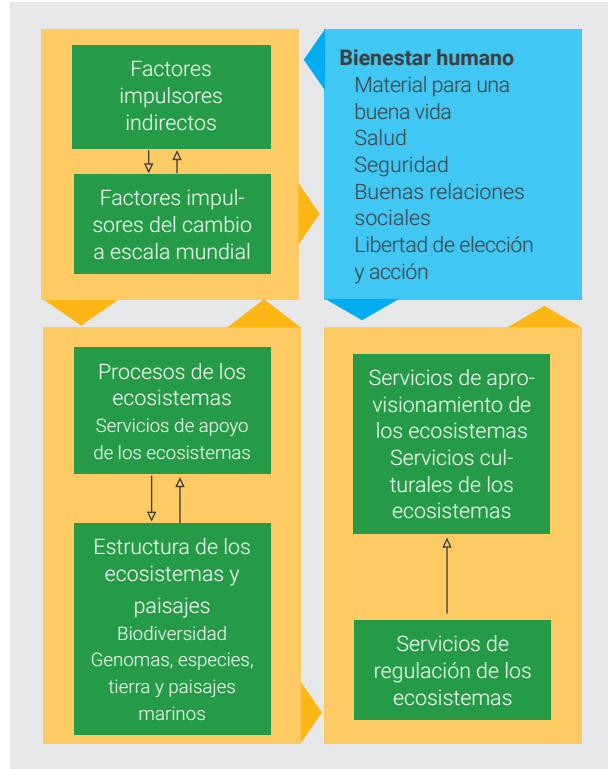 Factores
impulsores
indirectos
Factores impul-
sores del cambio
a escala mundial
Bienestar humano
Material para una
buena vida
Salud
Seguridad
Buenas relaciones
sociales
Libertad de elección
y acción
Procesos de los
ecosistemas
Servicios de apoyo
de los ecosistemas
Estructura de los
ecosistemas y
paisajes
Biodiversidad
Genomas, especies,
tierra y paisajes
marinos
Servicios de apro-
visionamiento de
los ecosistemas
Servicios cul-
turales de los
ecosistemas
Servicios de
regulación de los
ecosistemas